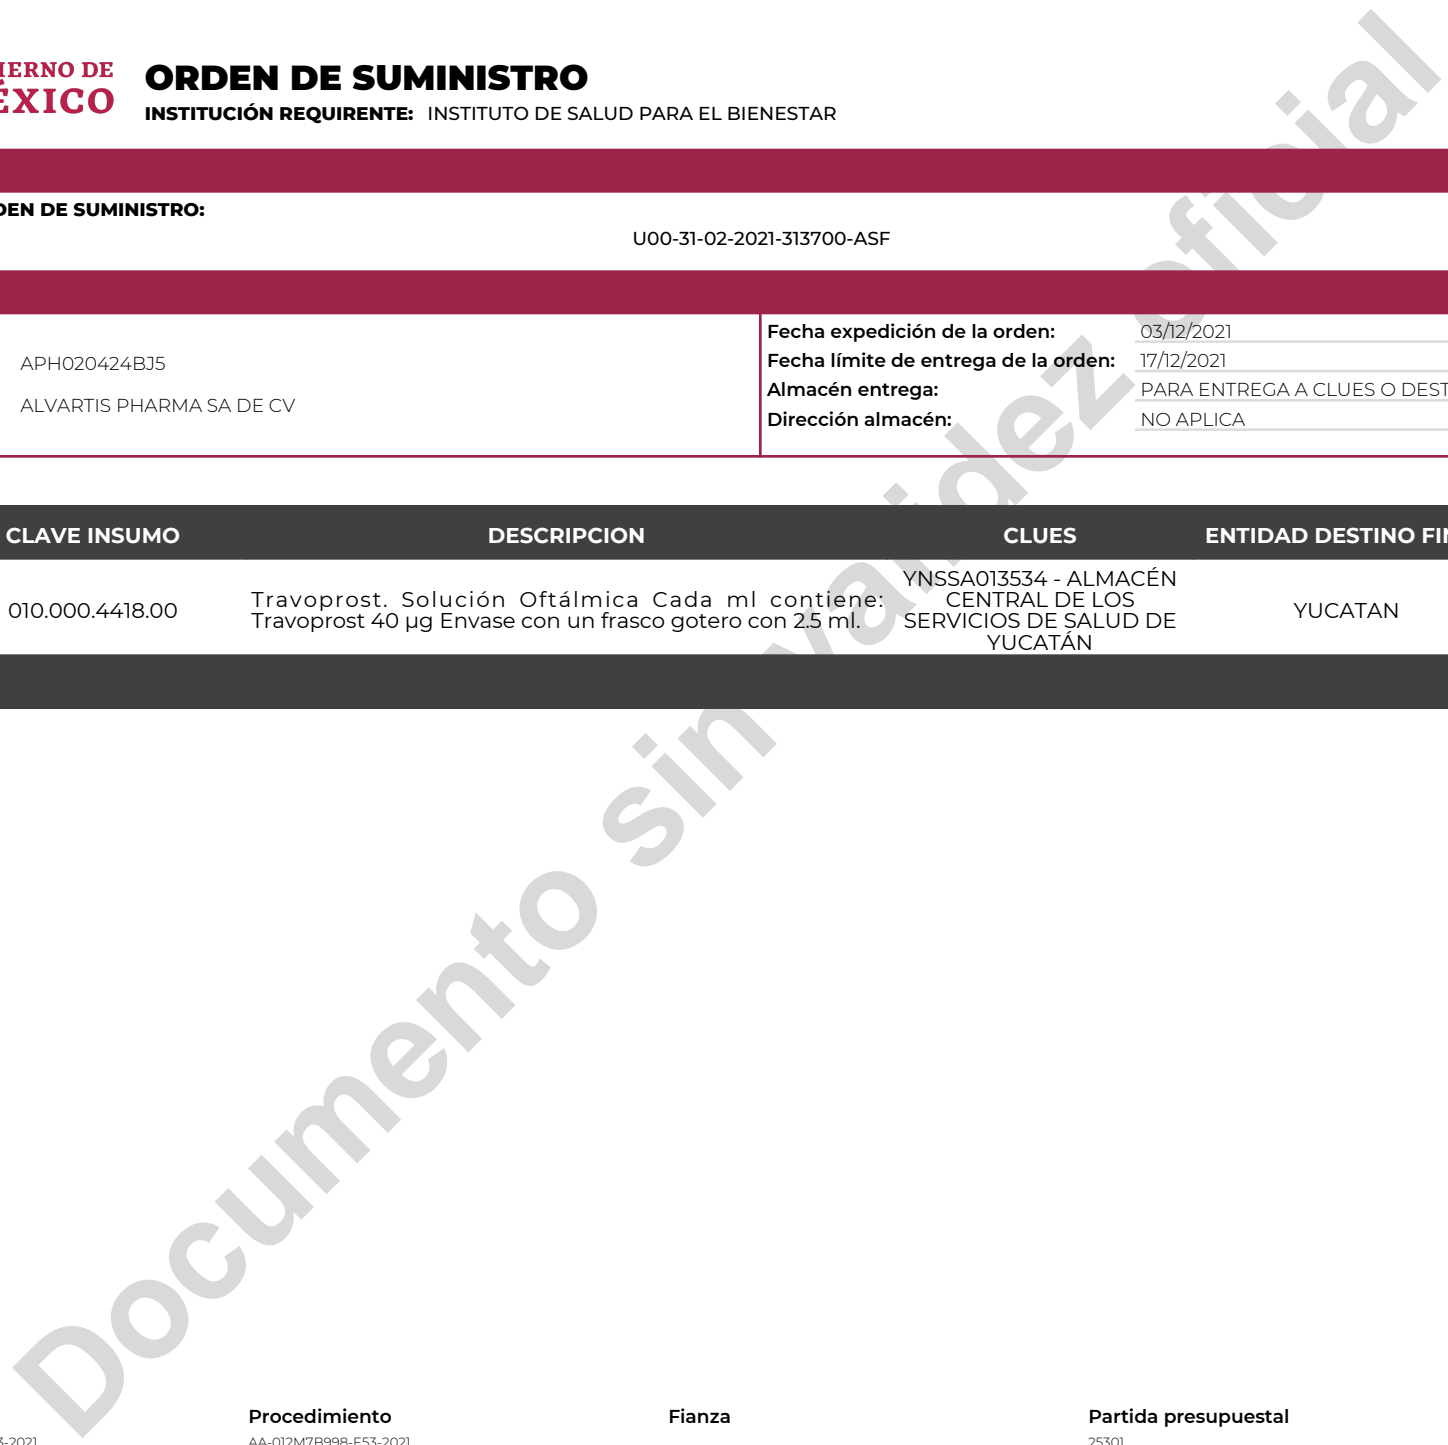 ORDEN DE SUMINISTRO
INSTITUCIÓN REQUIRENTE: INSTITUTO DE SALUD PARA EL BIENESTAR
IERNO DE
ÉXICO
DEN DE SUMINISTRO:
U00-31-02-2021-313700-ASF
APH020424BJ5
ALVARTIS PHARMA SA DE CV
Fecha expedición de la orden: 03/12/2021
Fecha límite de entrega de la orden: 17/12/2021
Almacén entrega: PARA ENTREGA A CLUES O DEST
Dirección almacén: NO APLICA
CLAVE INSUMO DESCRIPCION CLUES ENTIDAD DESTINO FIN
010.000.4418.00
Travoprost. Solución Oftálmica Cada ml contiene:
Travoprost 40 µg Envase con un frasco gotero con 2.5 ml.
YNSSA013534 - ALMACÉN
CENTRAL DE LOS
SERVICIOS DE SALUD DE
YUCATÁN
YUCATAN
Documento sin validez oficial
Procedimiento Fianza Partida presupuestal
3-2021 AA-012M7B998-E53-2021 25301